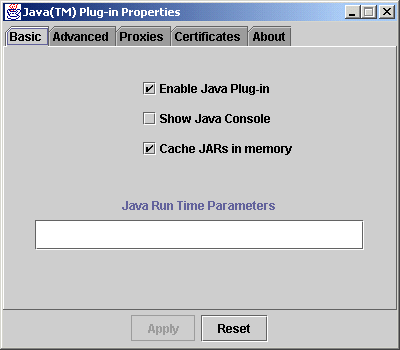 Java(TM) Plug-in Properties
Basic Advanced Proxies Certificates About
Enable Java Plug-in
Show Java Console
Cache JARs in memory
Java Run Time Parameters
Apply Reset